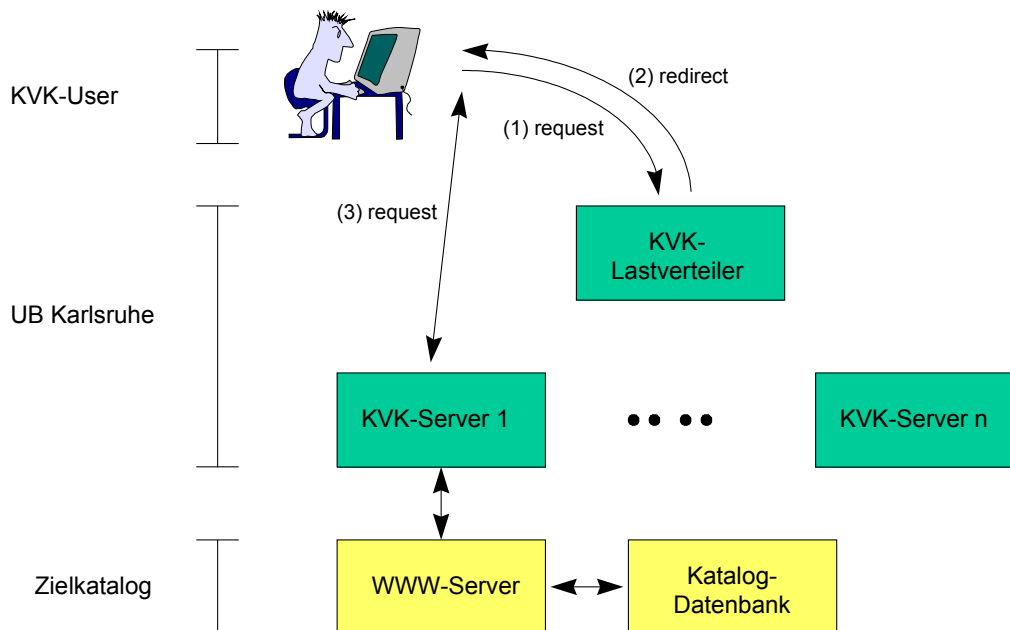 KVK-User
(2) redirect
(1) request
(3) request
KVK-
Lastverteiler
UB Karlsruhe
KVK-Server 1
KVK-Server n
Zielkatalog
WWW-Server
Katalog-
Datenbank